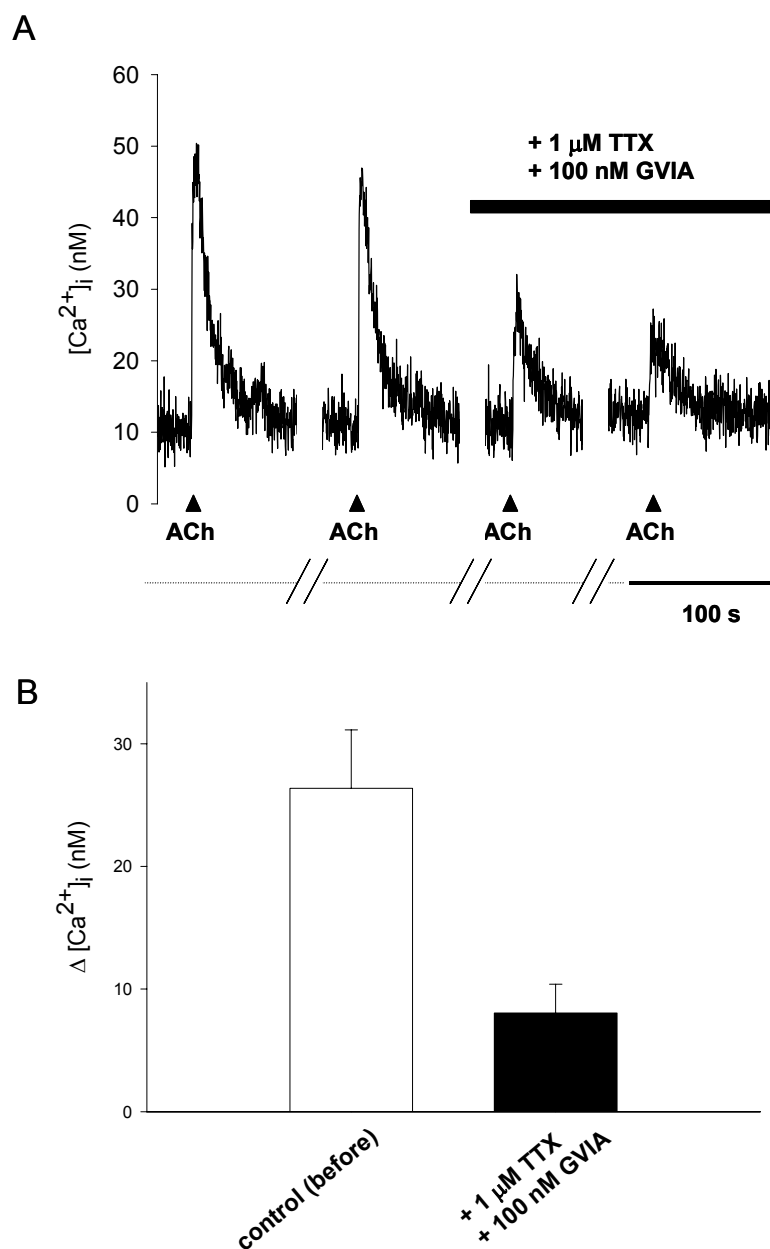 A
60
50
40
30
20
10
0
[Ca2+]i (nM)
+ 1 μM TTX
+ 100 nM GVIA
ACh
ACh
ACh
ACh
100 s
B
30
20
10
0
Δ [Ca2+]i (nM)
control (before)
+ 1 μM TTX
+ 100 nM GVIA